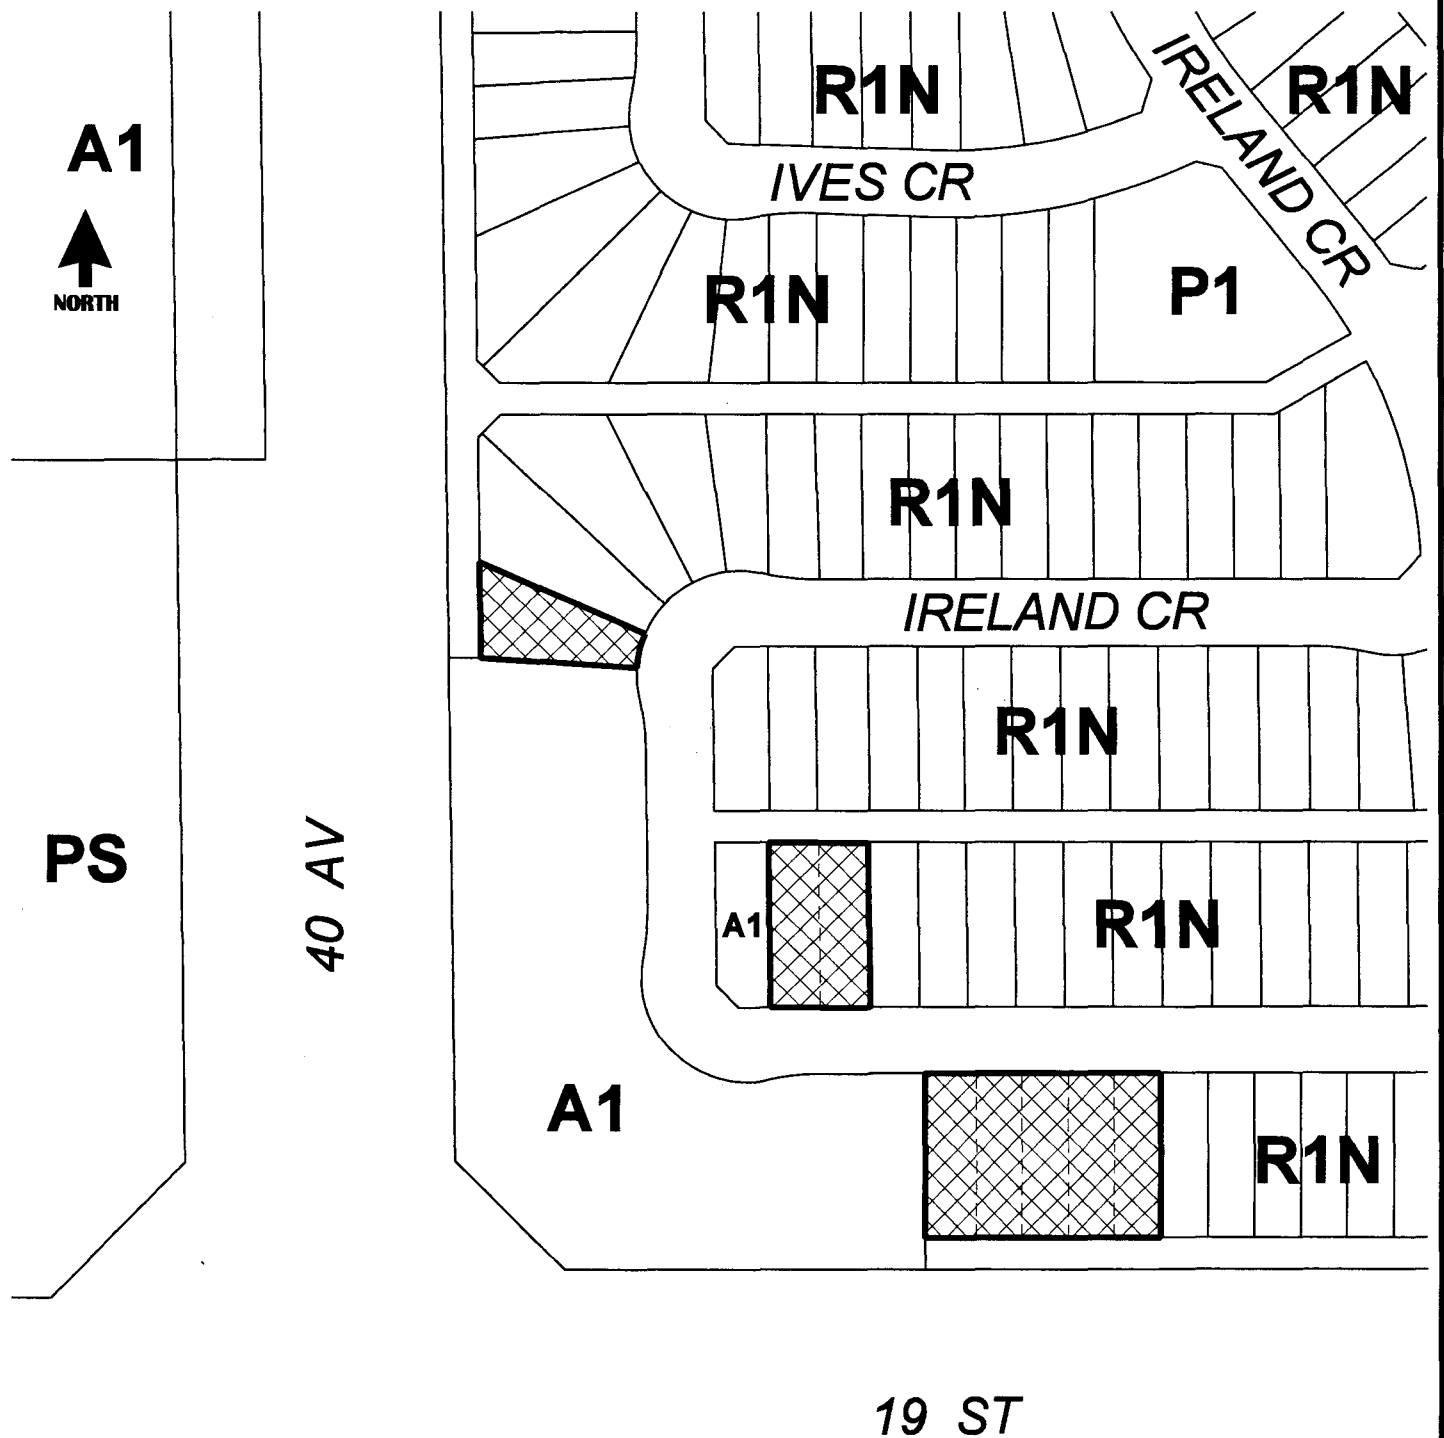 R1N
R1N
IRELAND CR
A1
IVES CR
NORTH
R1N
P1
R1N
IRELAND CR
R1N
PS
40 AV
A1
R1N
A1
R1N
19 ST